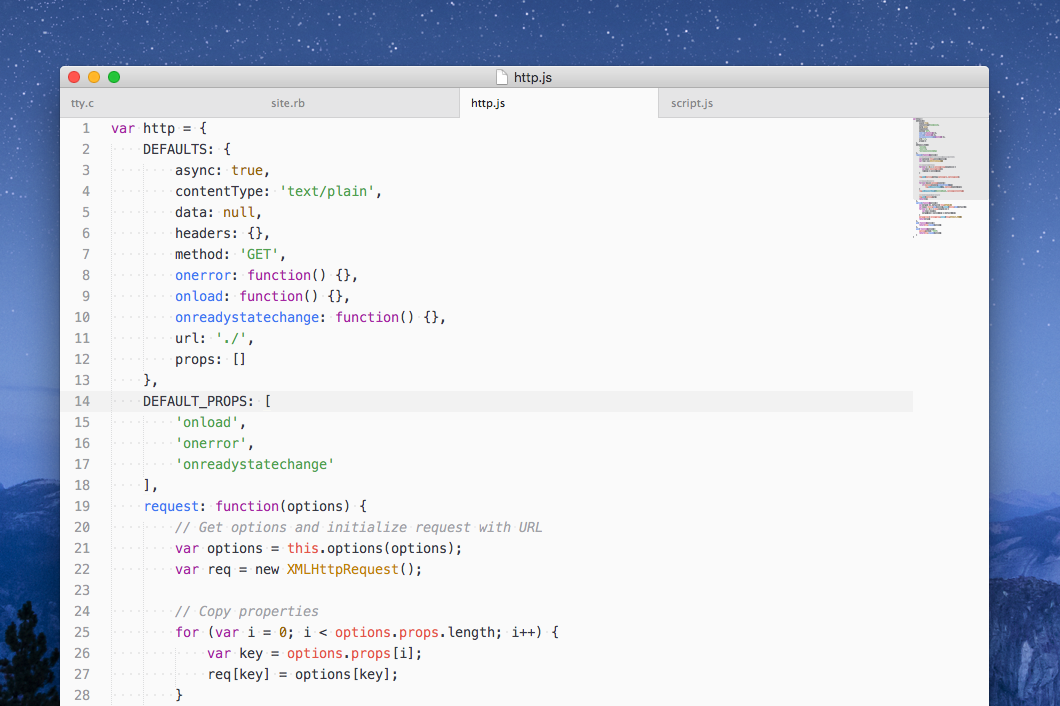 http.js
tty.c site.rb http.js script.js
1 var http = {
2 DEFAULTS: {
3 async: true,
4 contentType: 'text/plain',
5 data: null,
6 headers: {},
7 method: 'GET',
8 onerror: function() {},
9 onload: function() {},
10 onreadystatechange: function() {},
11 url: './',
12 props: []
13 },
14 DEFAULT_PROPS: [
15 'onload',
16 'onerror',
17 'onreadystatechange'
18 ],
19 request: function(options) {
20 // Get options and initialize request with URL
21 var options = this.options(options);
22 var req = new XMLHttpRequest();
23
24 // Copy properties
25 for (var i = 0; i < options.props.length; i++) {
26 var key = options.props[i];
27 req[key] = options[key];
28 }